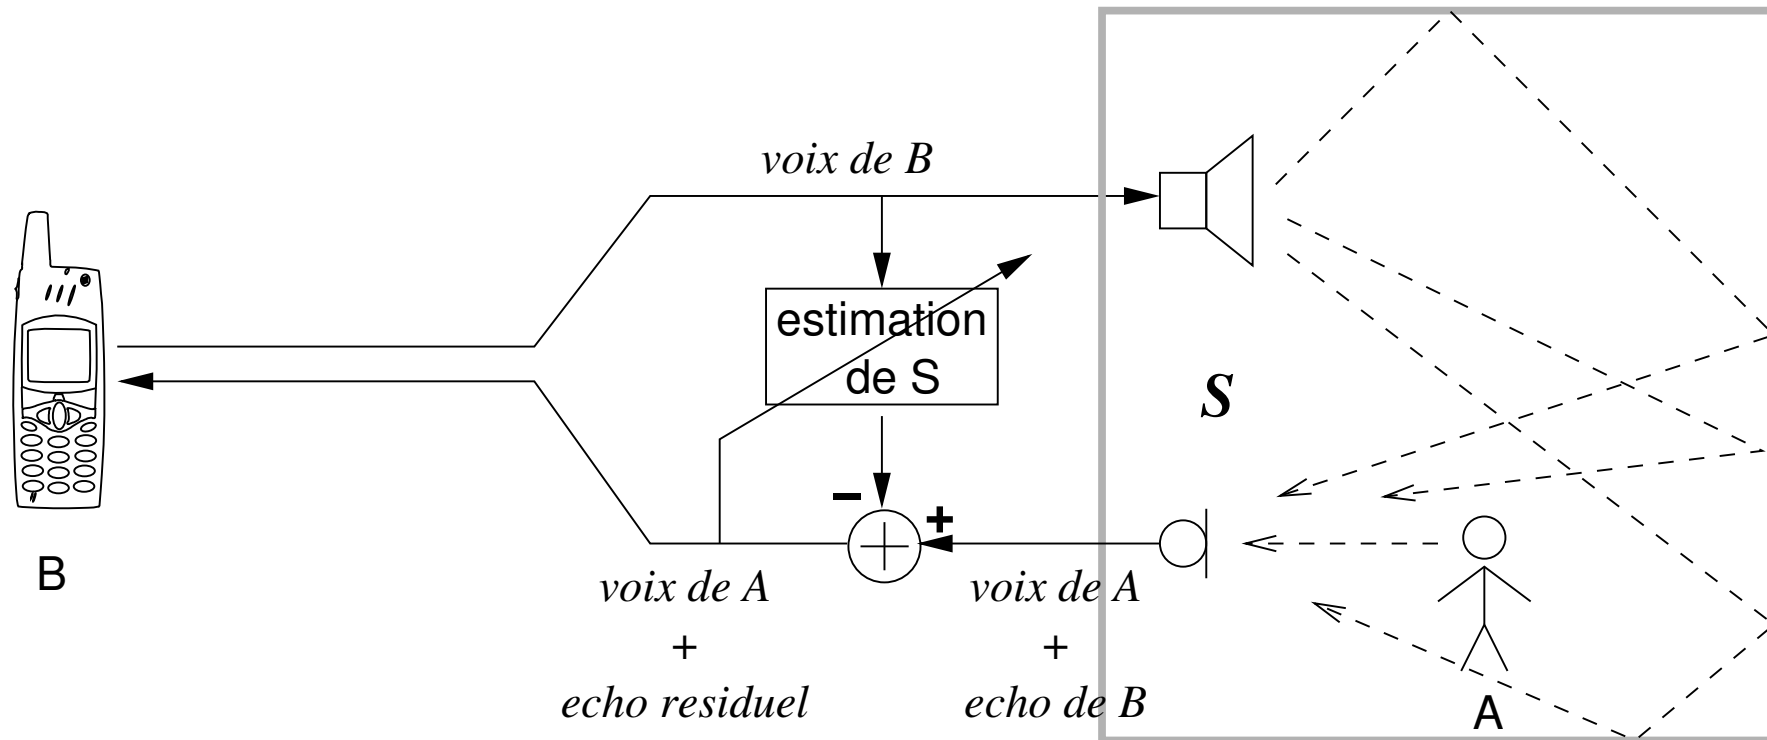 voix de B
estimation
de S
S
B
voix de A
+
echo residuel
voix de A
+
echo de B
A
−
+